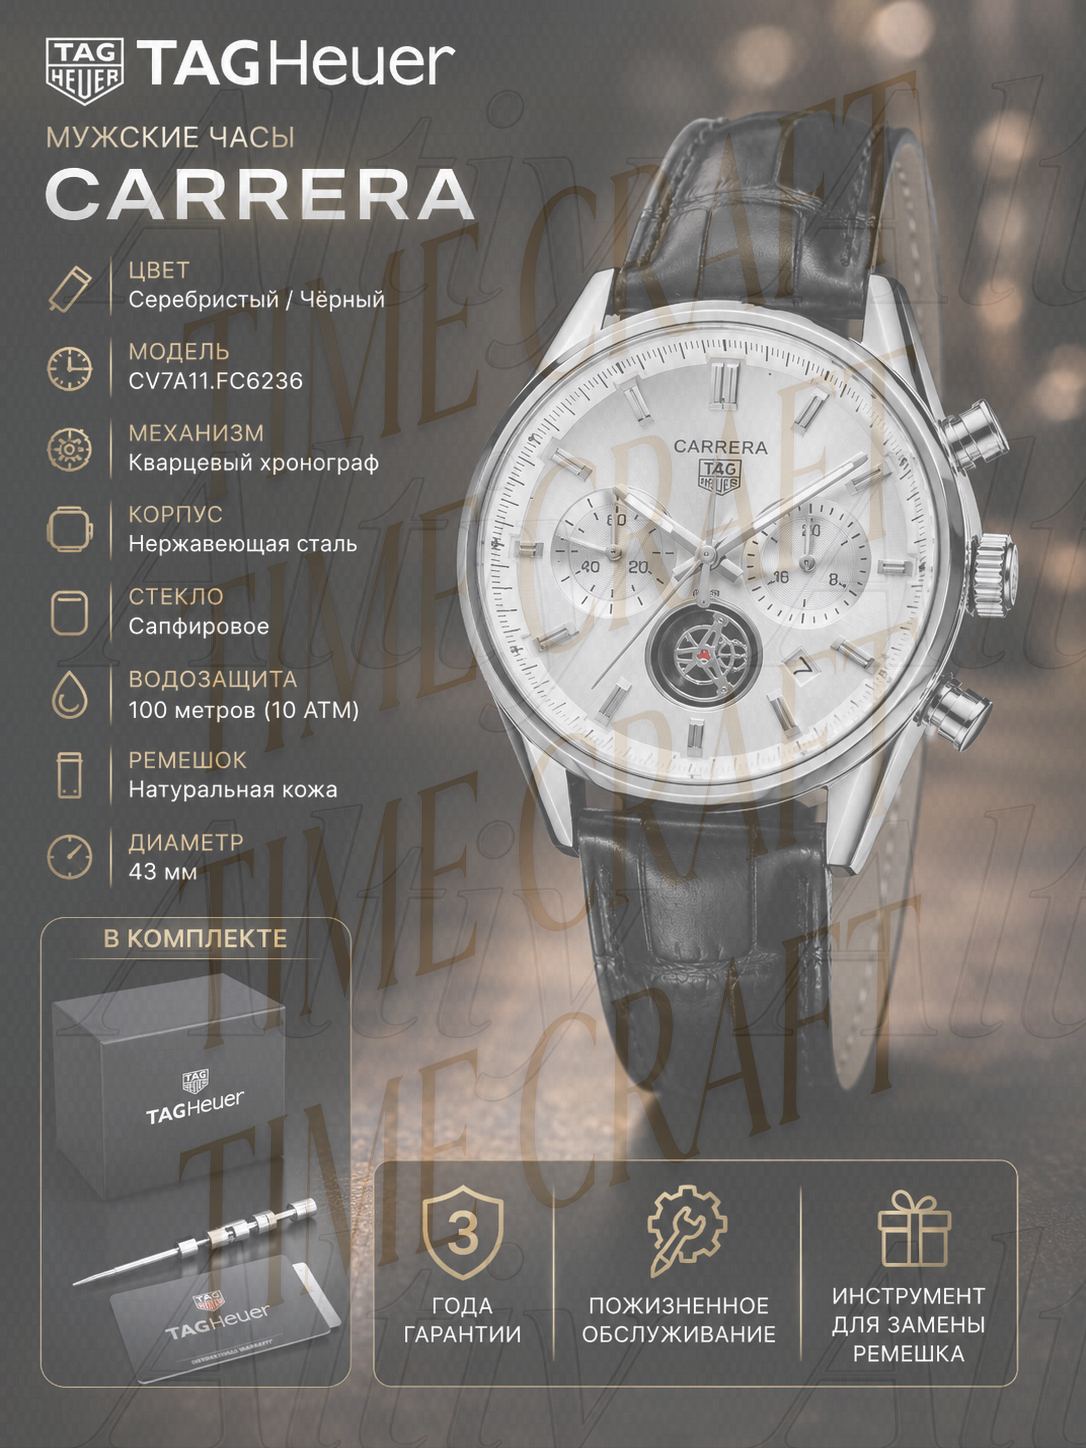 TAG
HEUER
TAGHeuer
МУЖСКИЕ ЧАСЫ
CARRERA
ЦВЕТ
Серебристый / Чёрный
МОДЕЛЬ
CV7A11.FC6236
МЕХАНИЗМ
Кварцевый хронограф
КОРПУС
Нержавеющая сталь
СТЕКЛО
Сапфировое
ВОДОЗАЩИТА
100 метров (10 ATM)
РЕМЕШОК
Натуральная кожа
ДИАМЕТР
43 мм
CARRERA
TAG
HEUER
60
40 20
20
16 8
7
TIME CRAFT
TIME CRAFT
TIME CRAFT
TIME CRAFT
В КОМПЛЕКТЕ
TAG
HEUER
TAGHeuer
TAG
HEUER
TAGHeuer
3
ГОДА
ГАРАНТИИ
ПОЖИЗНЕННОЕ
ОБСЛУЖИВАНИЕ
ИНСТРУМЕНТ
ДЛЯ ЗАМЕНЫ
РЕМЕШКА